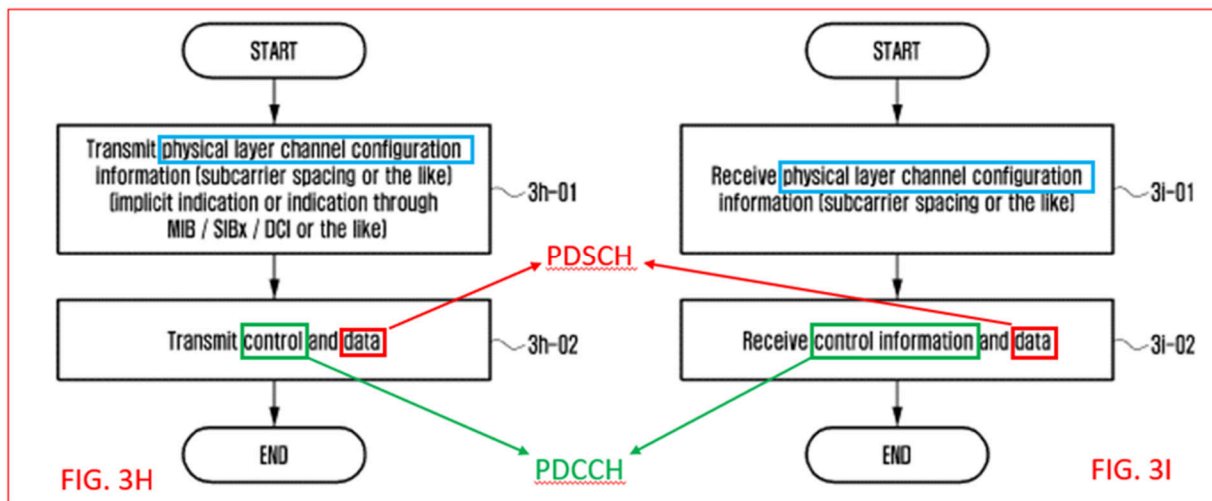 START
Transmit physical layer channel configuration
information (subcarrier spacing or the like)
(implicit indication or indication through
MIB / SIBx / DCI or the like)
3h-01
Transmit control and data
3h-02
END
FIG. 3H
PDSCH
PDCCH
START
Receive physical layer channel configuration
information (subcarrier spacing or the like)
3i-01
Receive control information and data
3i-02
END
FIG. 3I